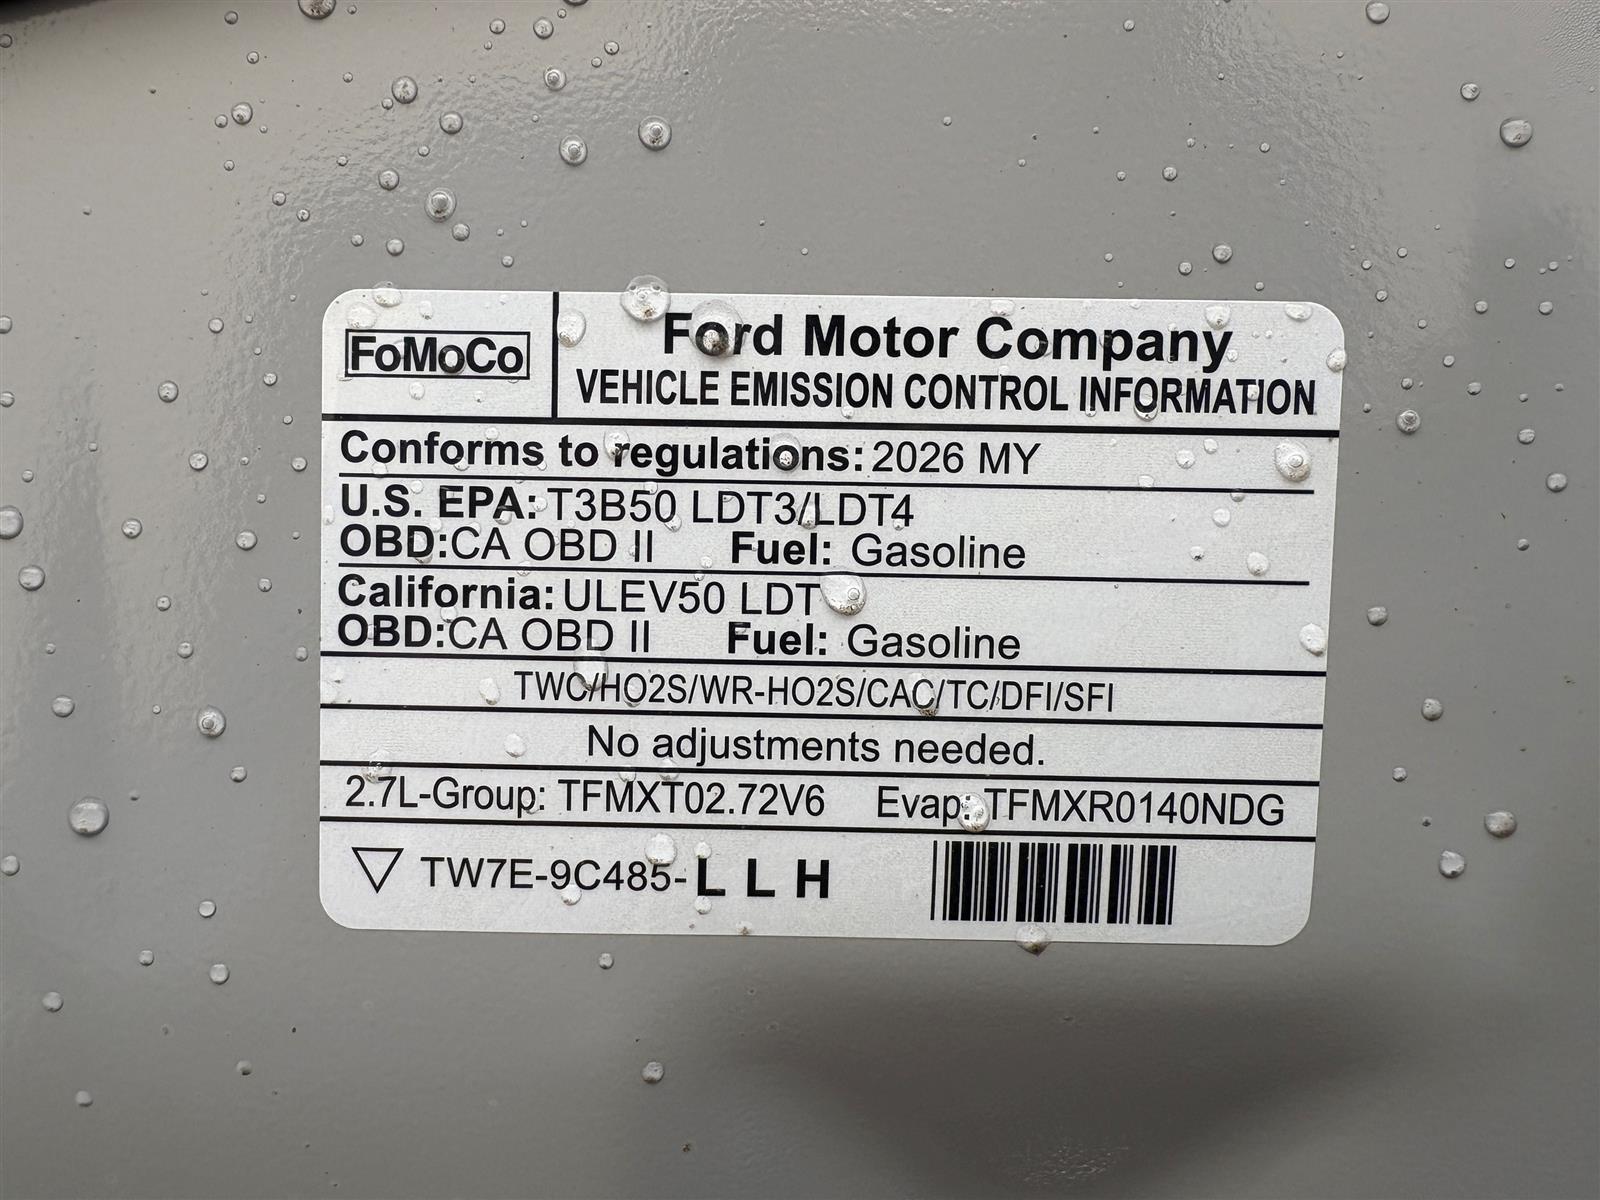 FoMoCo
Ford Motor Company
VEHICLE EMISSION CONTROL INFORMATION
Conforms to regulations: 2026 MY
U.S. EPA: T3B50 LDT3/LDT4
OBD: CA OBD II Fuel: Gasoline
California: ULEV50 LDT
OBD: CA OBD II Fuel: Gasoline
TWC/HO2S/WR-HO2S/CAC/TC/DFI/SFI
No adjustments needed.
2.7L-Group: TFMXT02.72V6 Evap: TFMXR0140NDG
TW7E-9C485-LLH